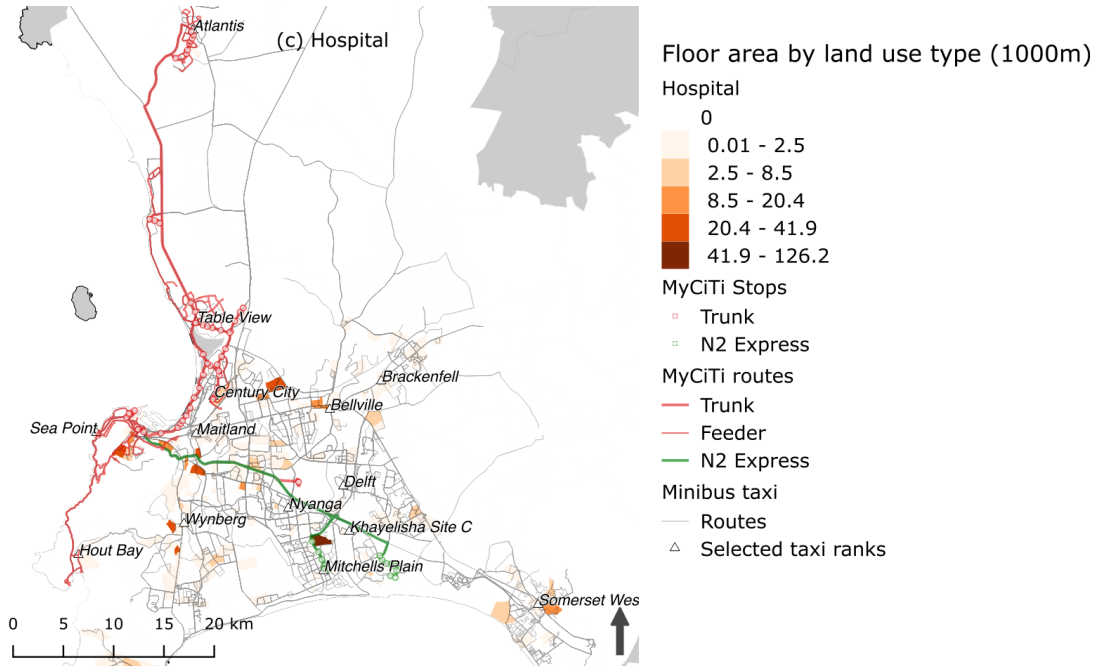 Atlantis
(c) Hospital
Table View
Century City
Brackenfell
Bellville
Sea Point
Maitland
Delft
Nyanga
Wynberg
Khayelisha Site C
Hout Bay
Mitchells Plain
Somerset Wes
0 5 10 15 20 km
Floor area by land use type (1000m)
Hospital
0
0.01 - 2.5
2.5 - 8.5
8.5 - 20.4
20.4 - 41.9
41.9 - 126.2
MyCiTi Stops
Trunk
N2 Express
MyCiTi routes
Trunk
Feeder
N2 Express
Minibus taxi
Routes
Selected taxi ranks